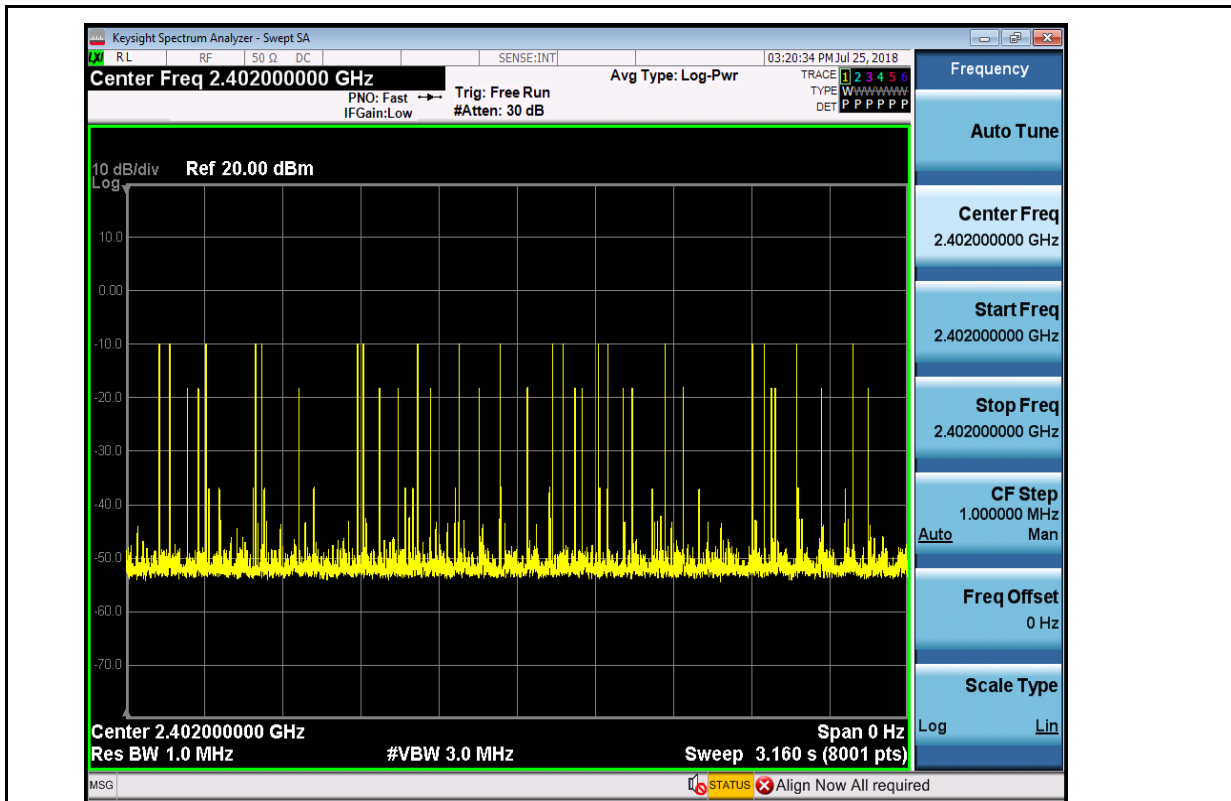 Keysight Spectrum Analyzer - Swept SA
LXI RL RF 50 Ω DC SENSE:INT 03:20:34 PM Jul 25, 2018
Center Freq 2.402000000 GHz
PNO: Fast
IFGain:Low
Trig: Free Run
#Atten: 30 dB
Avg Type: Log-Pwr
TRACE 1 2 3 4 5 6
TYPE WWWWWW
DET P P P P P P
10 dB/div Ref 20.00 dBm
Log
10.0
0.00
-10.0
-20.0
-30.0
-40.0
-50.0
-60.0
-70.0
Center 2.402000000 GHz Span 0 Hz
Res BW 1.0 MHz #VBW 3.0 MHz Sweep 3.160 s (8001 pts)
MSG STATUS Align Now All required
Frequency
Auto Tune
Center Freq
2.402000000 GHz
Start Freq
2.402000000 GHz
Stop Freq
2.402000000 GHz
CF Step
1.000000 MHz
Auto Man
Freq Offset
0 Hz
Scale Type
Log Lin